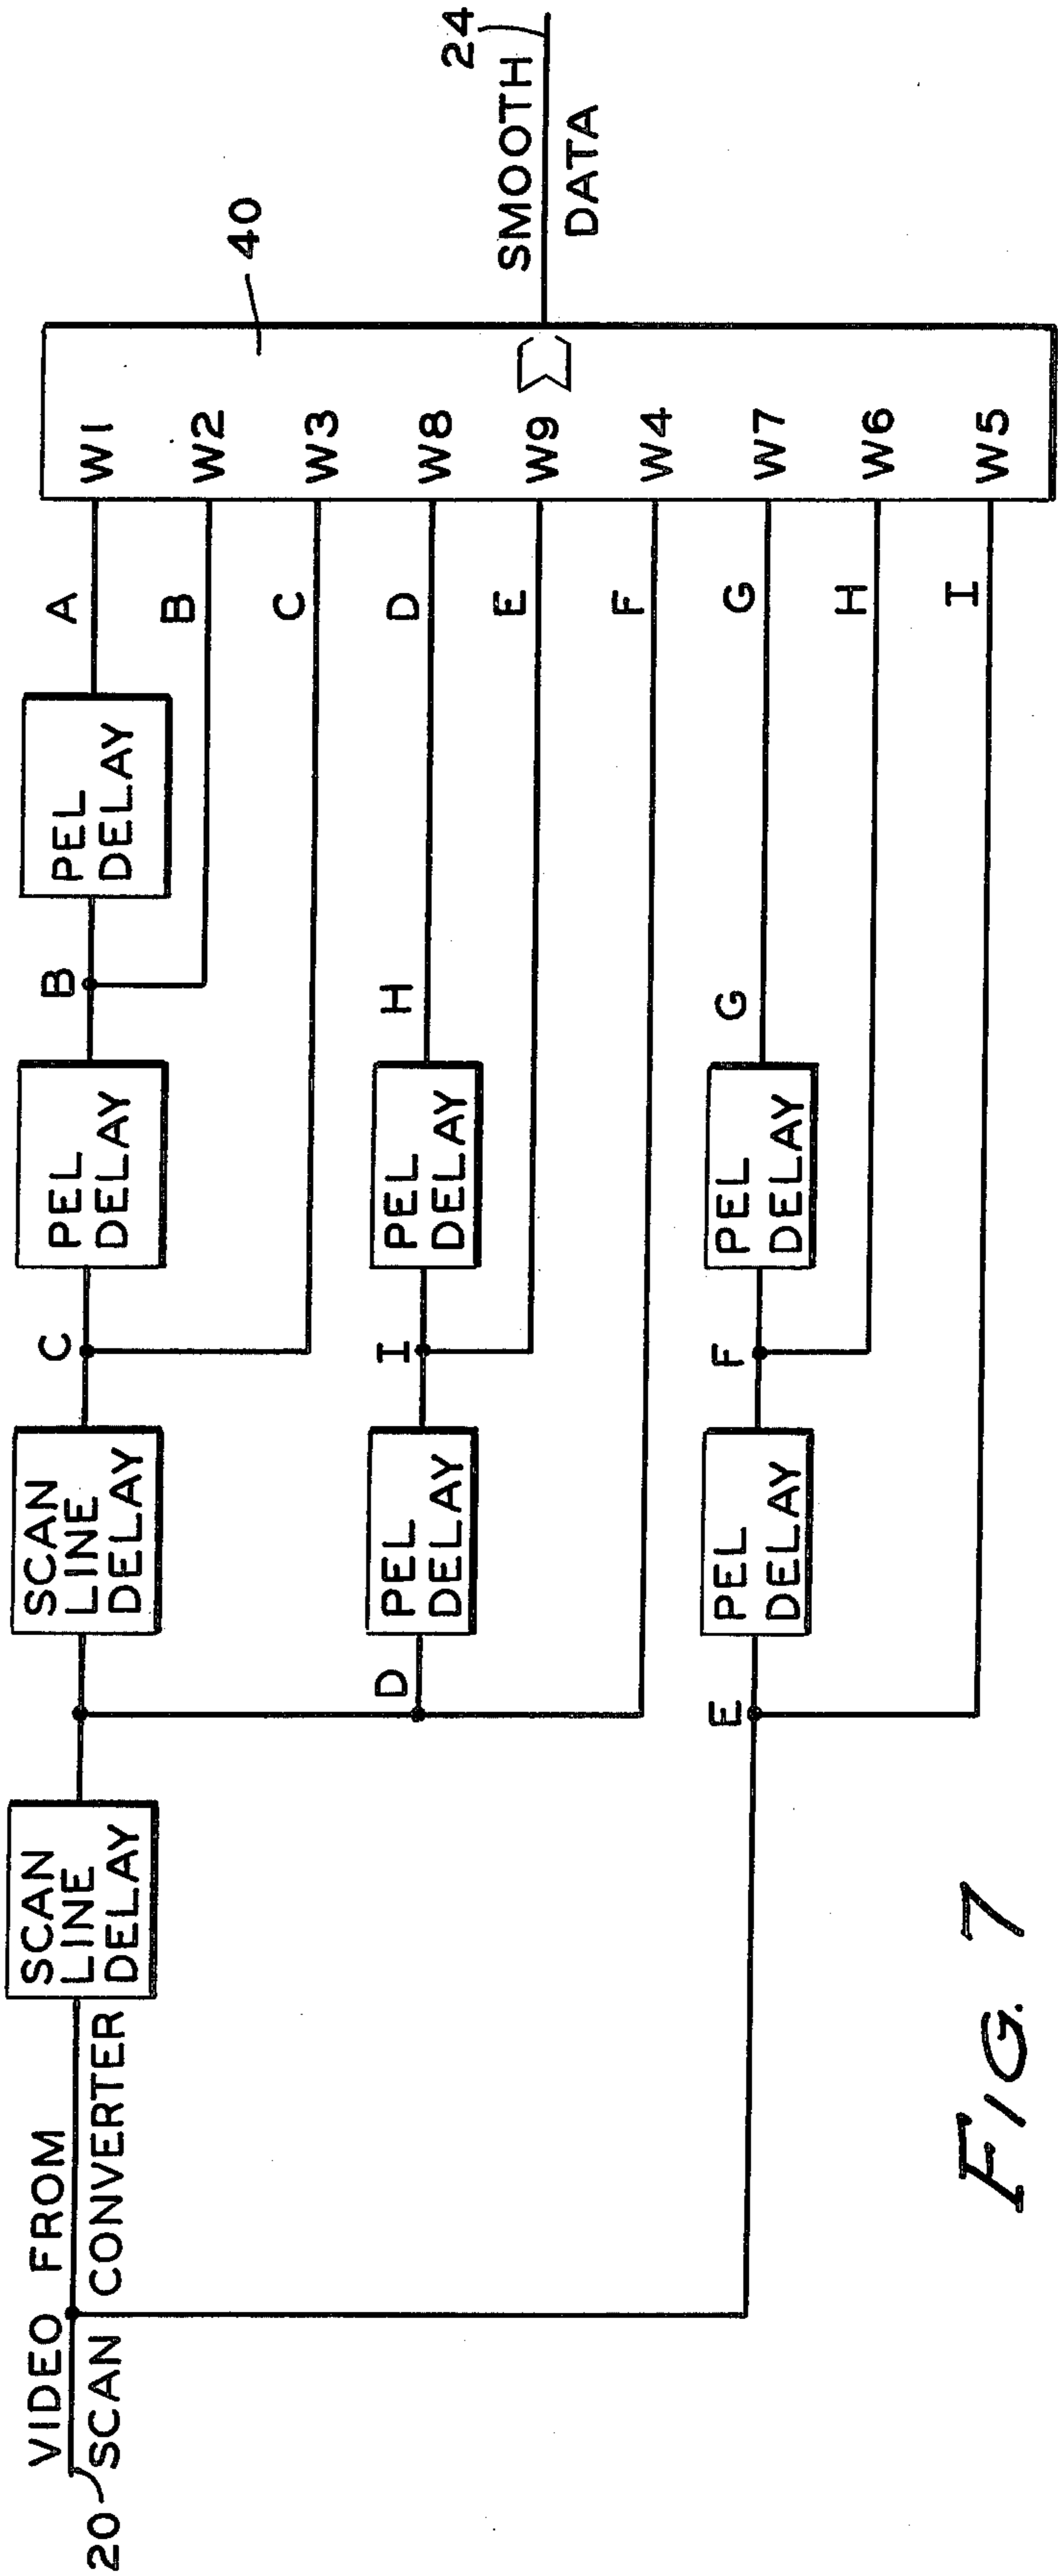 VIDEO FROM
SCAN CONVERTER
20
SCAN
LINE
DELAY
SCAN
LINE
DELAY
C
PEL
DELAY
B
PEL
DELAY
A
W1
B
W2
C
W3
D
PEL
DELAY
I
PEL
DELAY
H
D
W8
E
W9
F
W4
E
PEL
DELAY
F
PEL
DELAY
G
G
W7
H
W6
I
W5
Σ
40
SMOOTH
DATA
24
FIG. 7